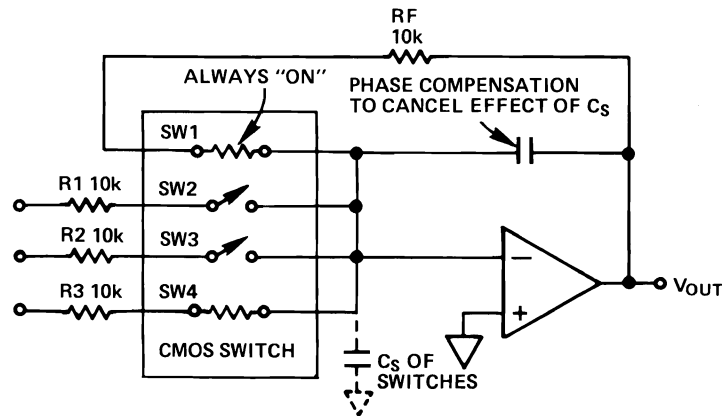 RF
10k
ALWAYS "ON"
PHASE COMPENSATION
TO CANCEL EFFECT OF CS
SW1
R1 10k
SW2
R2 10k
SW3
R3 10k
SW4
−
+
VOUT
CMOS SWITCH
CS OF
SWITCHES